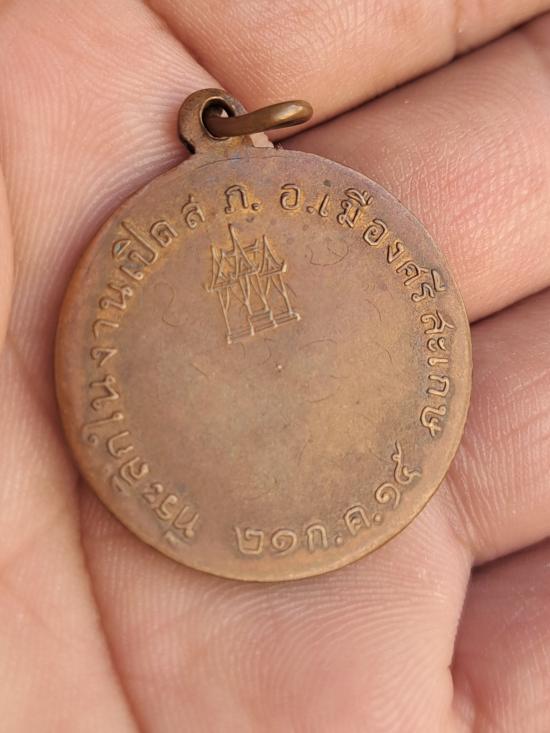 ที่ระลึกในงานเปิดส ภ. อ.เมืองศรีสะเกษ
๒๑ ก.ค.๑๕